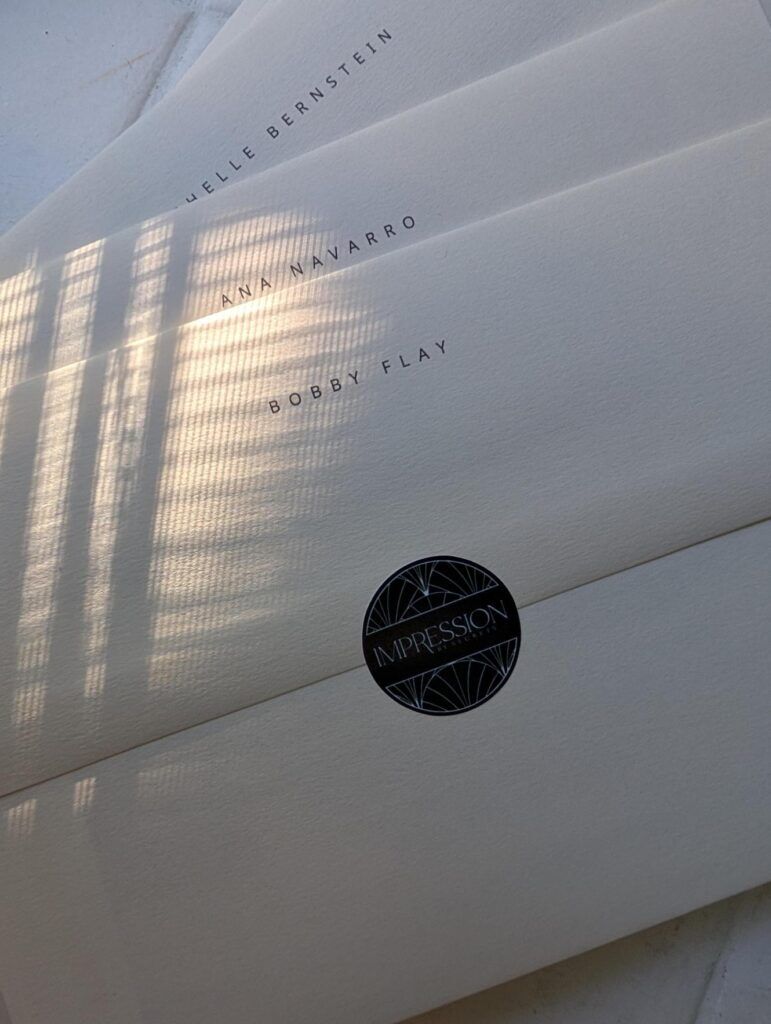 HELLE BERNSTEIN
ANA NAVARRO
BOBBY FLAY
IMPRESSION